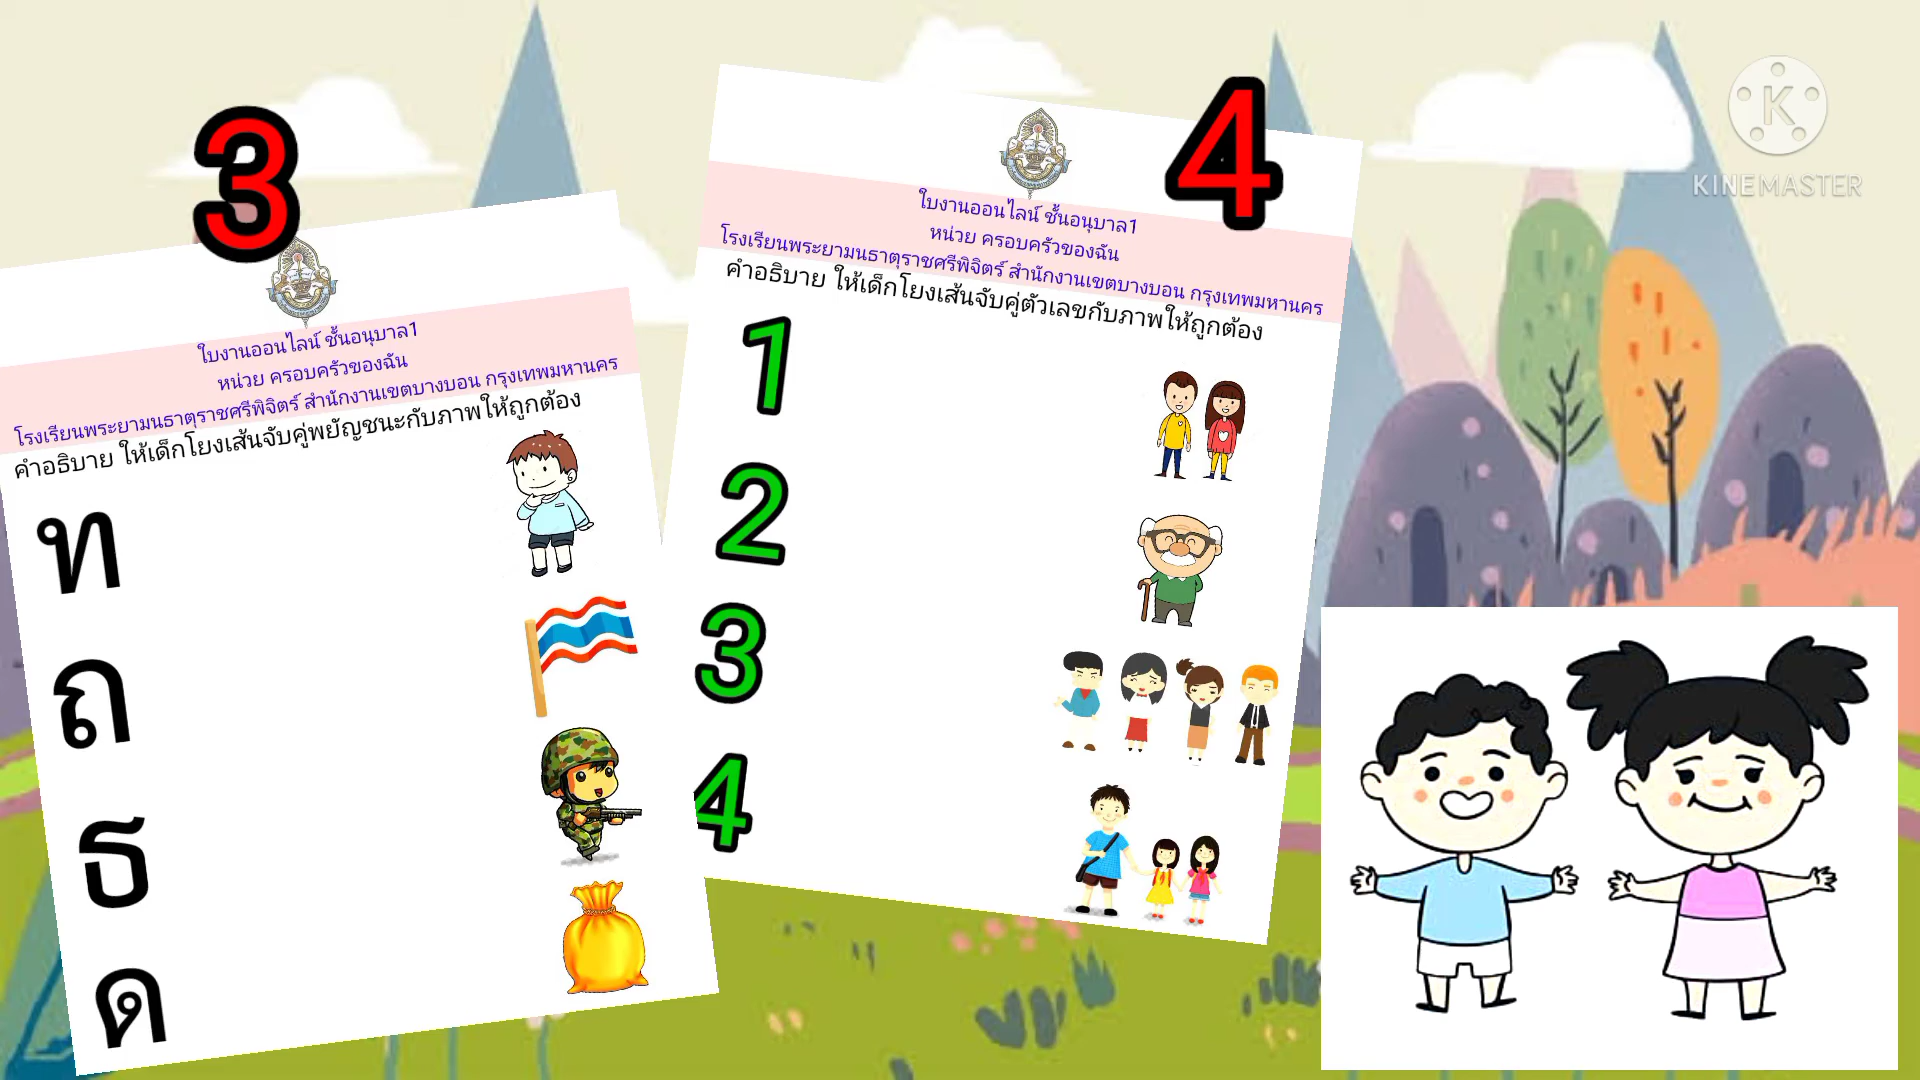 3
ใบงานออนไลน์ ชั้นอนุบาล1
หน่วย ครอบครัวของฉัน
โรงเรียนพระยามนธาตุราชศรีพิจิตร์ สำนักงานเขตบางบอน กรุงเทพมหานคร
คำอธิบาย ให้เด็กโยงเส้นจับคู่พยัญชนะกับภาพให้ถูกต้อง
ท
ถ
ธ
ด
4
ใบงานออนไลน์ ชั้นอนุบาล1
หน่วย ครอบครัวของฉัน
โรงเรียนพระยามนธาตุราชศรีพิจิตร์ สำนักงานเขตบางบอน กรุงเทพมหานคร
คำอธิบาย ให้เด็กโยงเส้นจับคู่ตัวเลขกับภาพให้ถูกต้อง
1
2
3
4
K
KINEMASTER